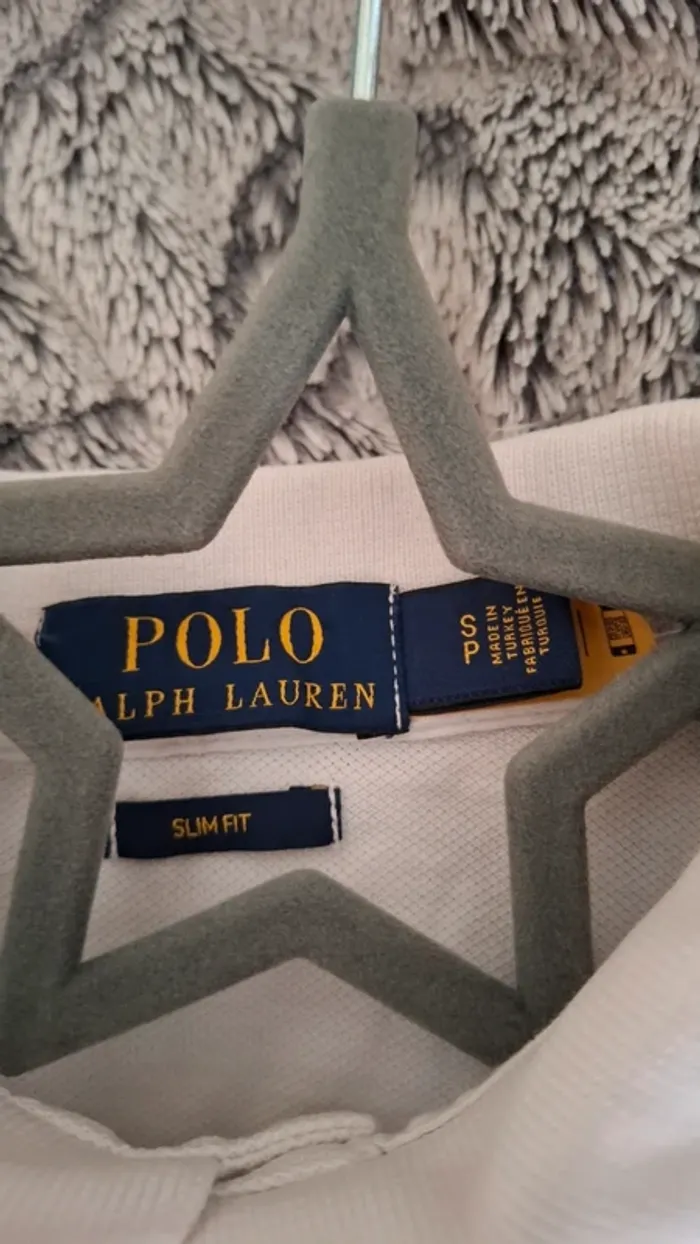 POLO
ALPH LAUREN
S
P
MADE IN
TURKEY
FABRIQUÉ EN
TURQUIE
SLIM FIT